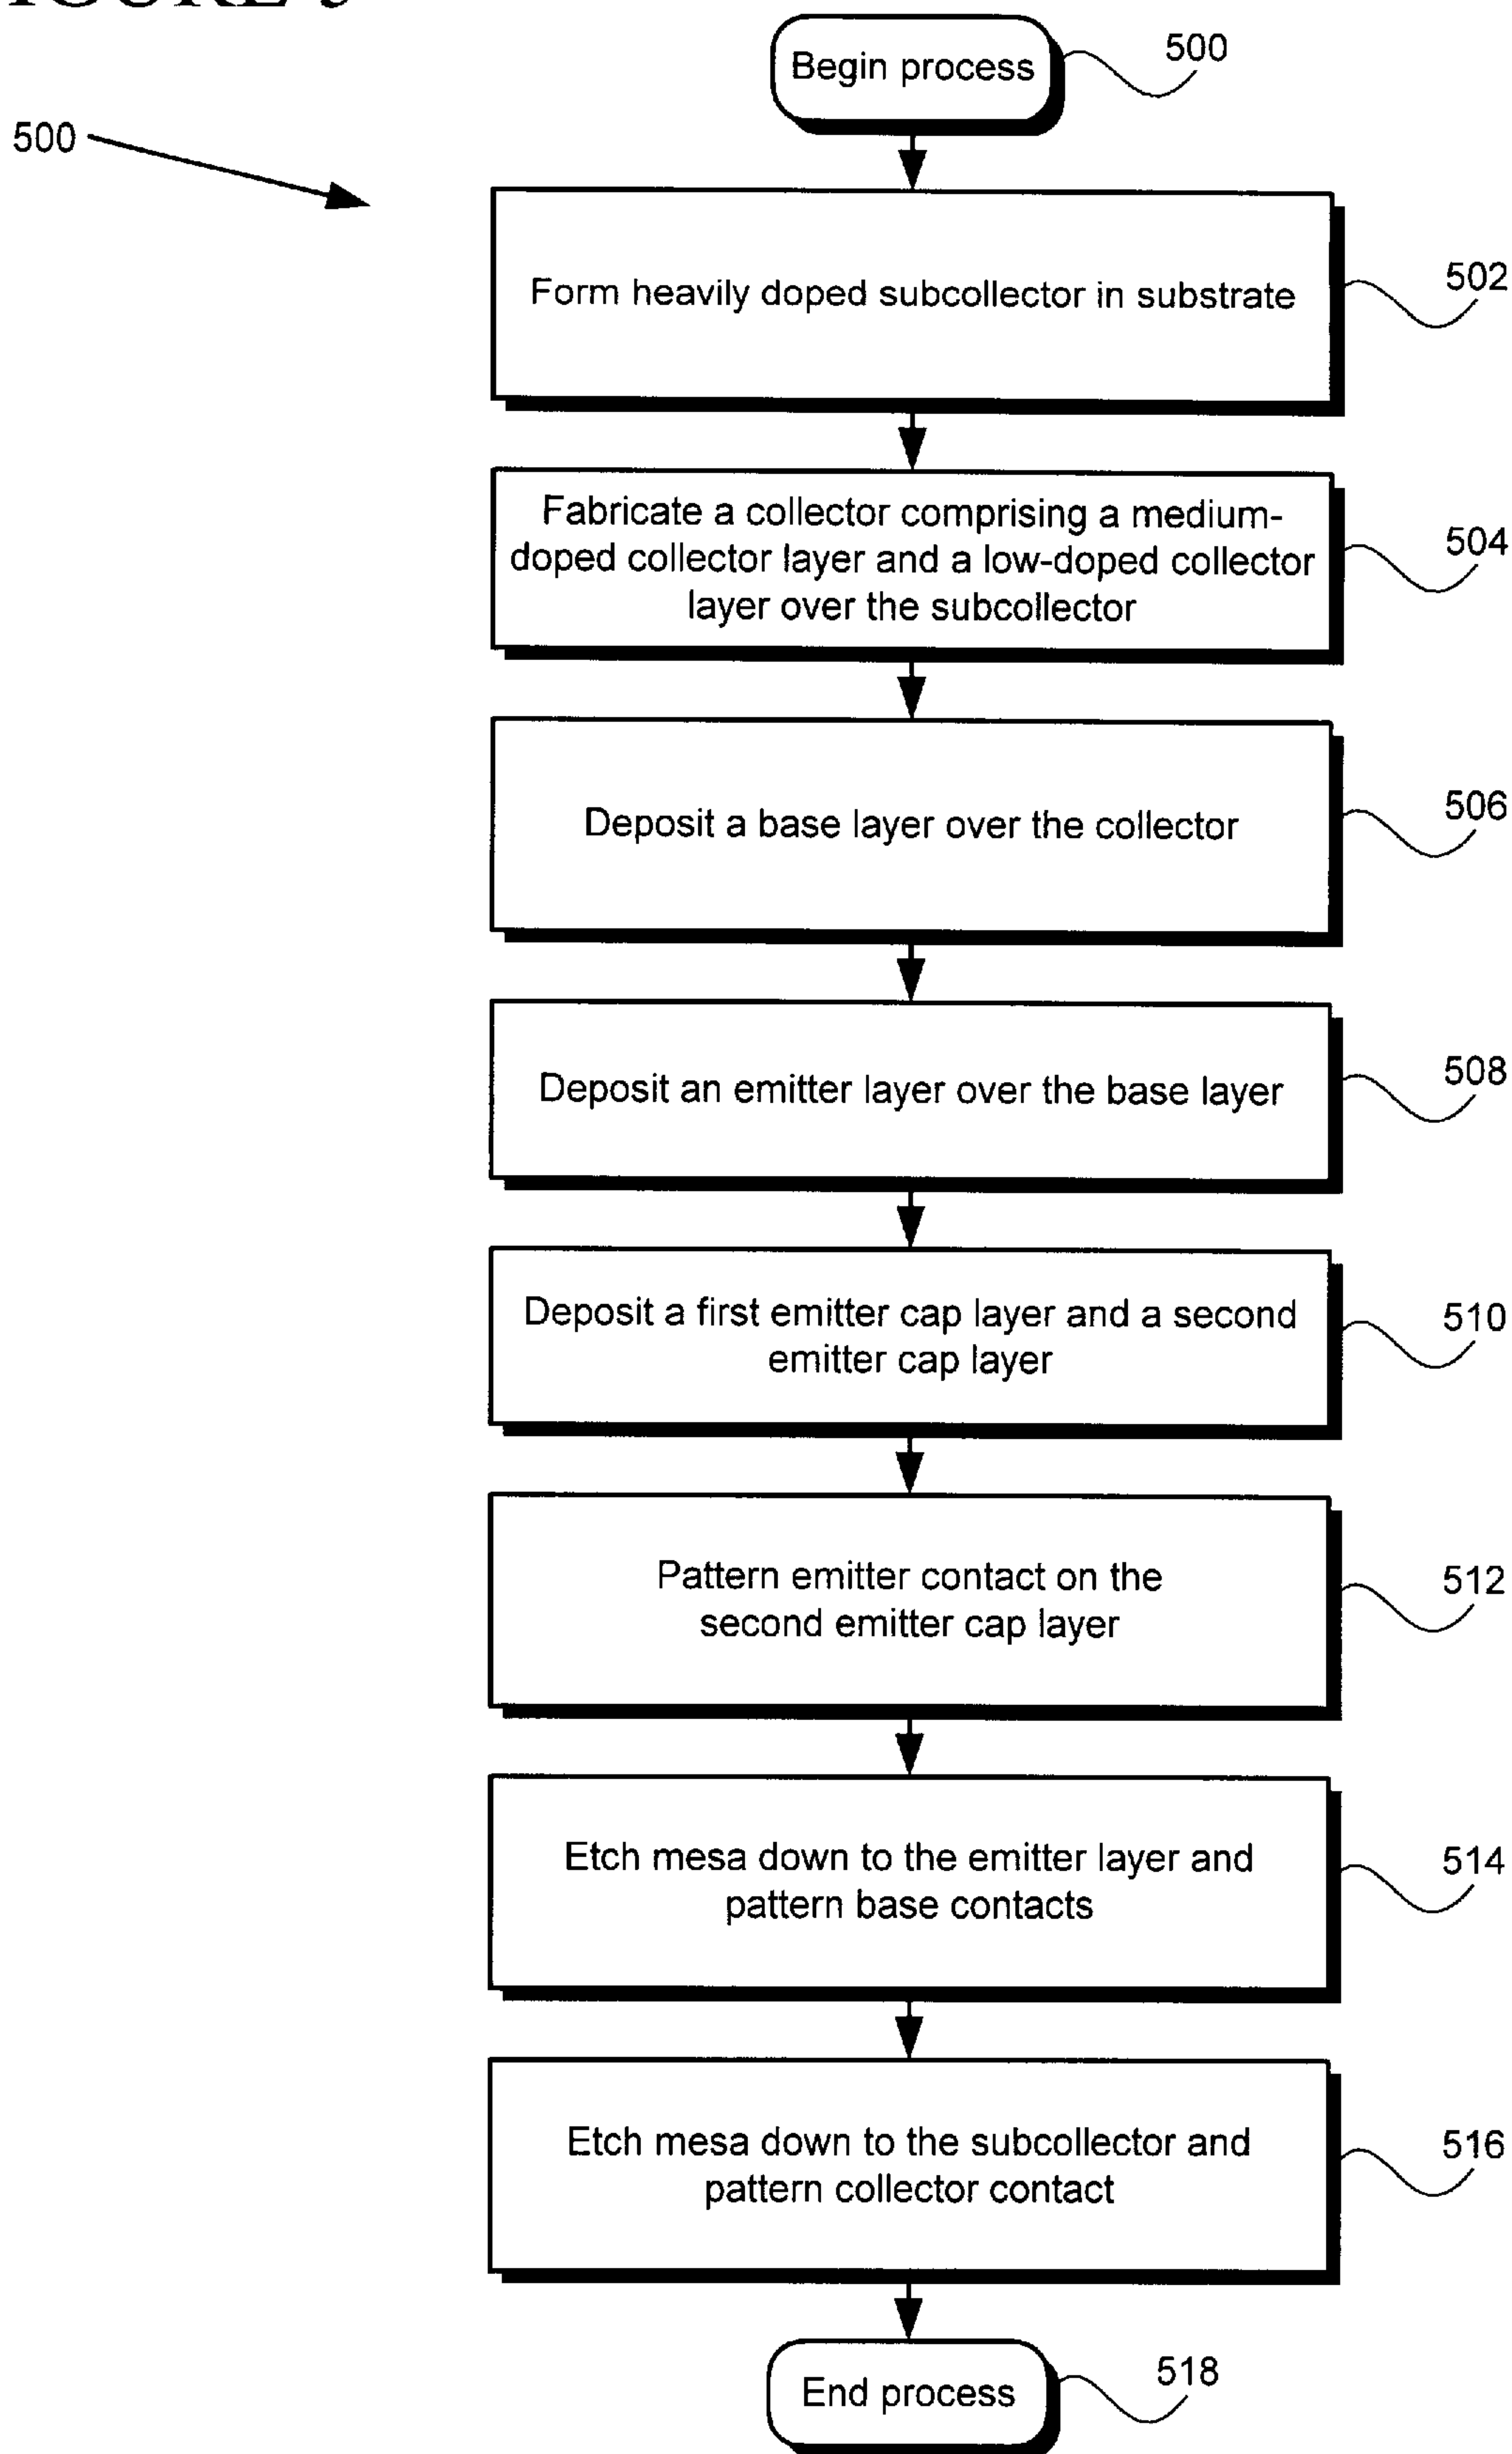 Begin process
500
500
Form heavily doped subcollector in substrate
502
Fabricate a collector comprising a medium-
doped collector layer and a low-doped collector
layer over the subcollector
504
Deposit a base layer over the collector
506
Deposit an emitter layer over the base layer
508
Deposit a first emitter cap layer and a second
emitter cap layer
510
Pattern emitter contact on the
second emitter cap layer
512
Etch mesa down to the emitter layer and
pattern base contacts
514
Etch mesa down to the subcollector and
pattern collector contact
516
End process
518